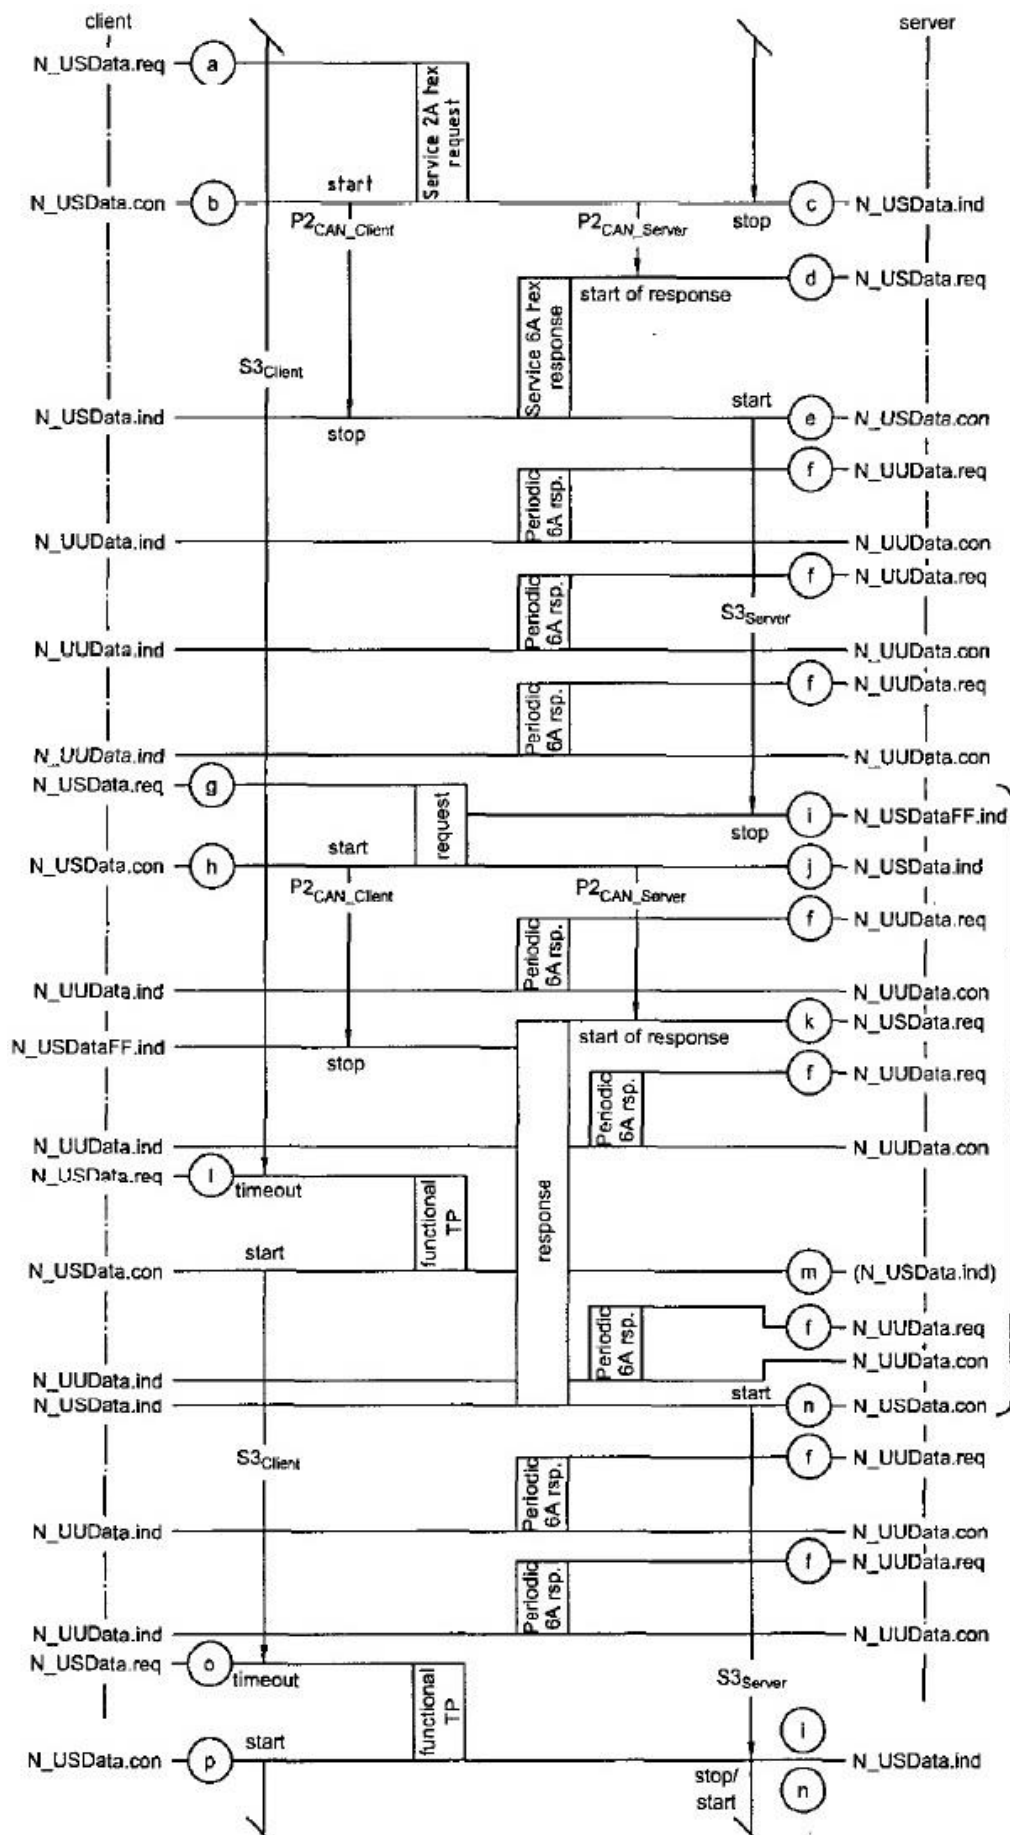 client
server
N_USData.req
a
Service 2A hex
request
start
N_USData.con
b
c
N_USData.ind
P2CAN_Client
P2CAN_Server
stop
d
N_USData.req
start of response
Service 6A hex
response
S3Client
start
N_USData.ind
e
N_USData.con
stop
f
N_UUData.req
Periodic
6A rsp.
N_UUData.ind
N_UUData.con
f
N_UUData.req
Periodic
6A rsp.
S3Server
N_UUData.ind
N_UUData.con
f
N_UUData.req
Periodic
6A rsp.
N_UUData.ind
N_UUData.con
N_USData.req
g
request
i
N_USDataFF.ind
stop
start
N_USData.con
h
j
N_USData.ind
P2CAN_Client
P2CAN_Server
f
N_UUData.req
Periodic
6A rsp.
N_UUData.ind
N_UUData.con
k
N_USData.req
start of response
N_USDataFF.ind
stop
f
N_UUData.req
Periodic
6A rsp.
N_UUData.ind
N_UUData.con
N_USData.req
l
timeout
functional
TP
response
start
N_USData.con
m
(N_USData.ind)
f
N_UUData.req
Periodic
6A rsp.
N_UUData.con
N_UUData.ind
start
N_USData.ind
n
N_USData.con
S3Client
f
N_UUData.req
Periodic
6A rsp.
N_UUData.ind
N_UUData.con
f
N_UUData.req
Periodic
6A rsp.
N_UUData.ind
N_UUData.con
N_USData.req
o
timeout
functional
TP
S3Server
i
start
N_USData.con
p
N_USData.ind
stop/
start
n